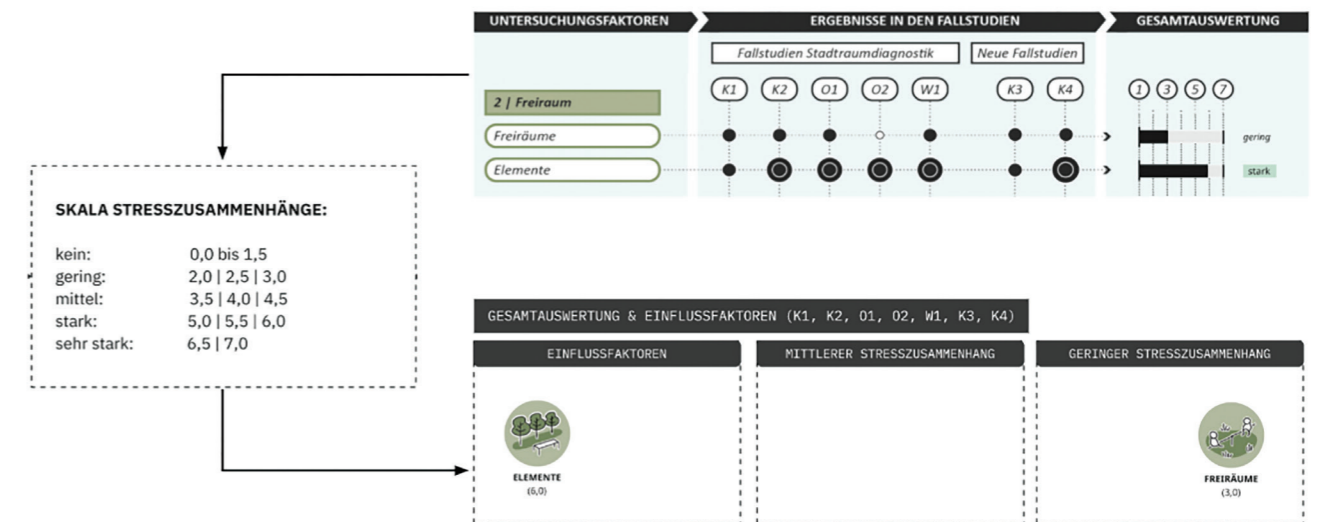 UNTERSUCHUNGSFAKTOREN
ERGEBNISSE IN DEN FALLSTUDIEN
GESAMTAUSWERTUNG
Fallstudien Stadtraumdiagnostik
Neue Fallstudien
K1 K2 O1 O2 W1 K3 K4
1 3 5 7
2 | Freiraum
Freiräume
gering
Elemente
stark
SKALA STRESSZUSAMMENHÄNGE:
kein: 0,0 bis 1,5
gering: 2,0 | 2,5 | 3,0
mittel: 3,5 | 4,0 | 4,5
stark: 5,0 | 5,5 | 6,0
sehr stark: 6,5 | 7,0
GESAMTAUSWERTUNG & EINFLUSSFAKTOREN (K1, K2, O1, O2, W1, K3, K4)
EINFLUSSFAKTOREN
MITTLERER STRESSZUSAMMENHANG
GERINGER STRESSZUSAMMENHANG
ELEMENTE
(6,0)
FREIRÄUME
(3,0)